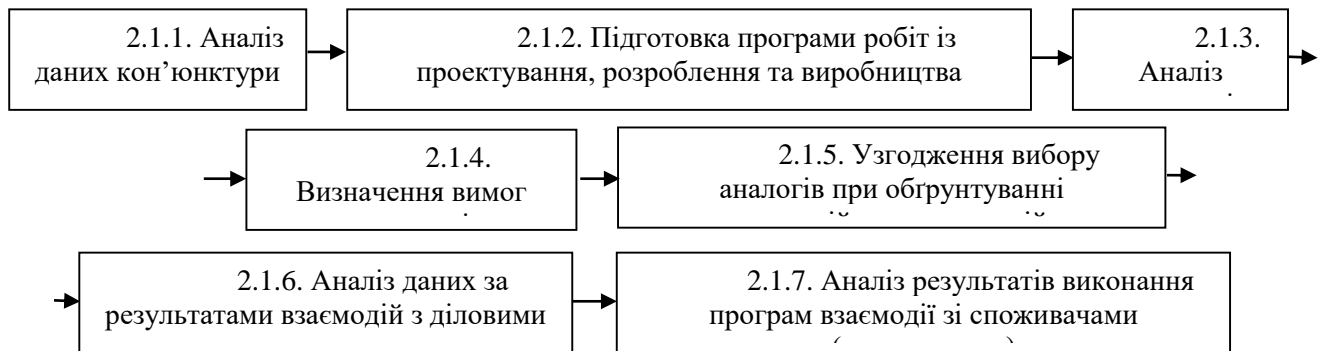 2.1.1. Аналіз
даних кон’юнктури
2.1.2. Підготовка програми робіт із
проектування, розроблення та виробництва
2.1.3.
Аналіз
2.1.4.
Визначення вимог
2.1.5. Узгодження вибору
аналогів при обґрунтуванні
2.1.6. Аналіз даних за
результатами взаємодій з діловими
2.1.7. Аналіз результатів виконання
програм взаємодії зі споживачами